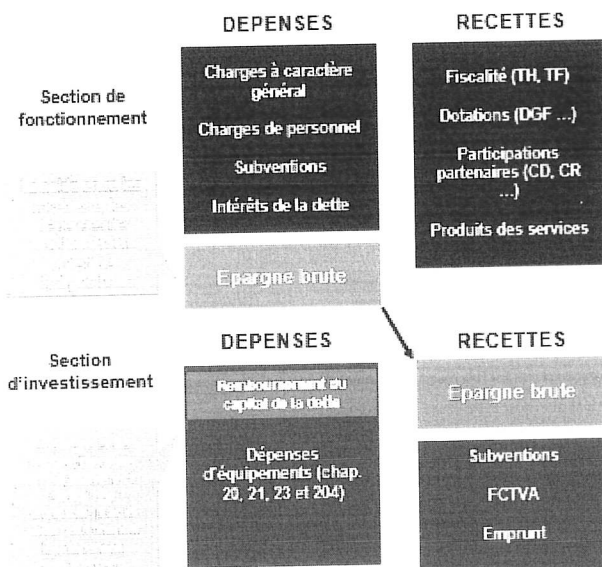 DEPENSES
RECETTES
Section de
fonctionnement
Charges à caractère
général
Charges de personnel
Subventions
Intérêts de la dette
Epargne brute
Fiscalité (TH, TF)
Dotations (DGF ...)
Participations
partenaires (CD, CR
...)
Produits des services
Section
d'investissement
DEPENSES
RECETTES
Remboursement du
capital de la dette
Dépenses
d'équipements (chap.
20, 21, 23 et 204)
Epargne brute
Subventions
FCTVA
Emprunt